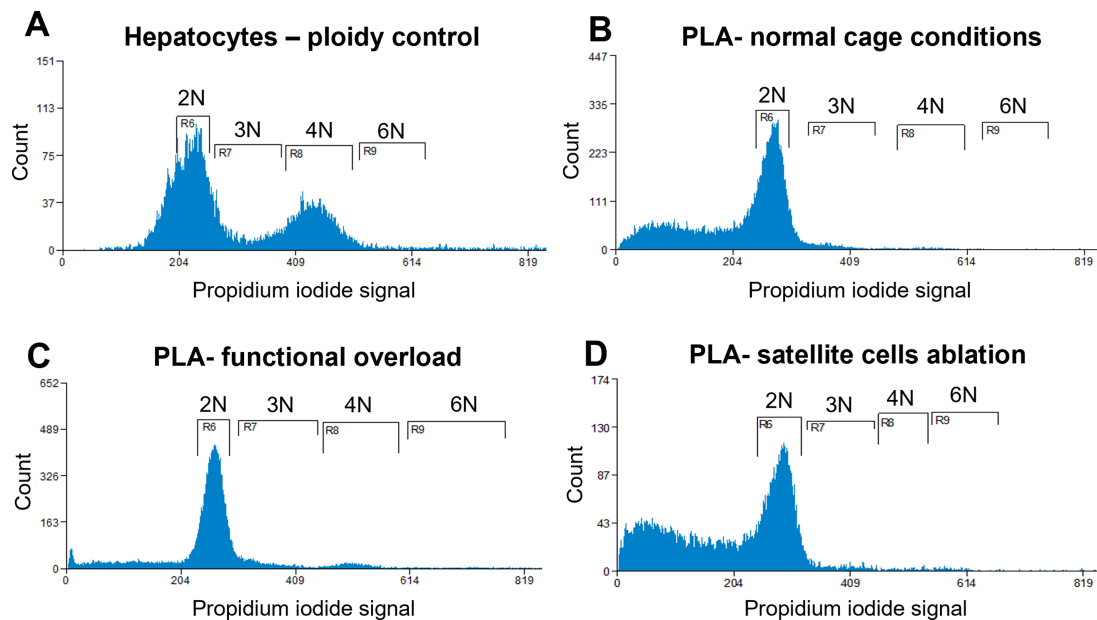 A
Hepatocytes – ploidy control
151
113
75
37
0
Count
2N
R6
3N
R7
4N
R8
6N
R9
0
204
409
614
819
Propidium iodide signal
B
PLA- normal cage conditions
447
335
223
111
0
Count
2N
R6
3N
R7
4N
R8
6N
R9
0
204
409
614
819
Propidium iodide signal
C
PLA- functional overload
652
489
326
163
0
Count
2N
R6
3N
R7
4N
R8
6N
R9
0
204
409
614
819
Propidium iodide signal
D
PLA- satellite cells ablation
174
130
87
43
0
Count
2N
R6
3N
R7
4N
R8
6N
R9
0
204
409
614
819
Propidium iodide signal